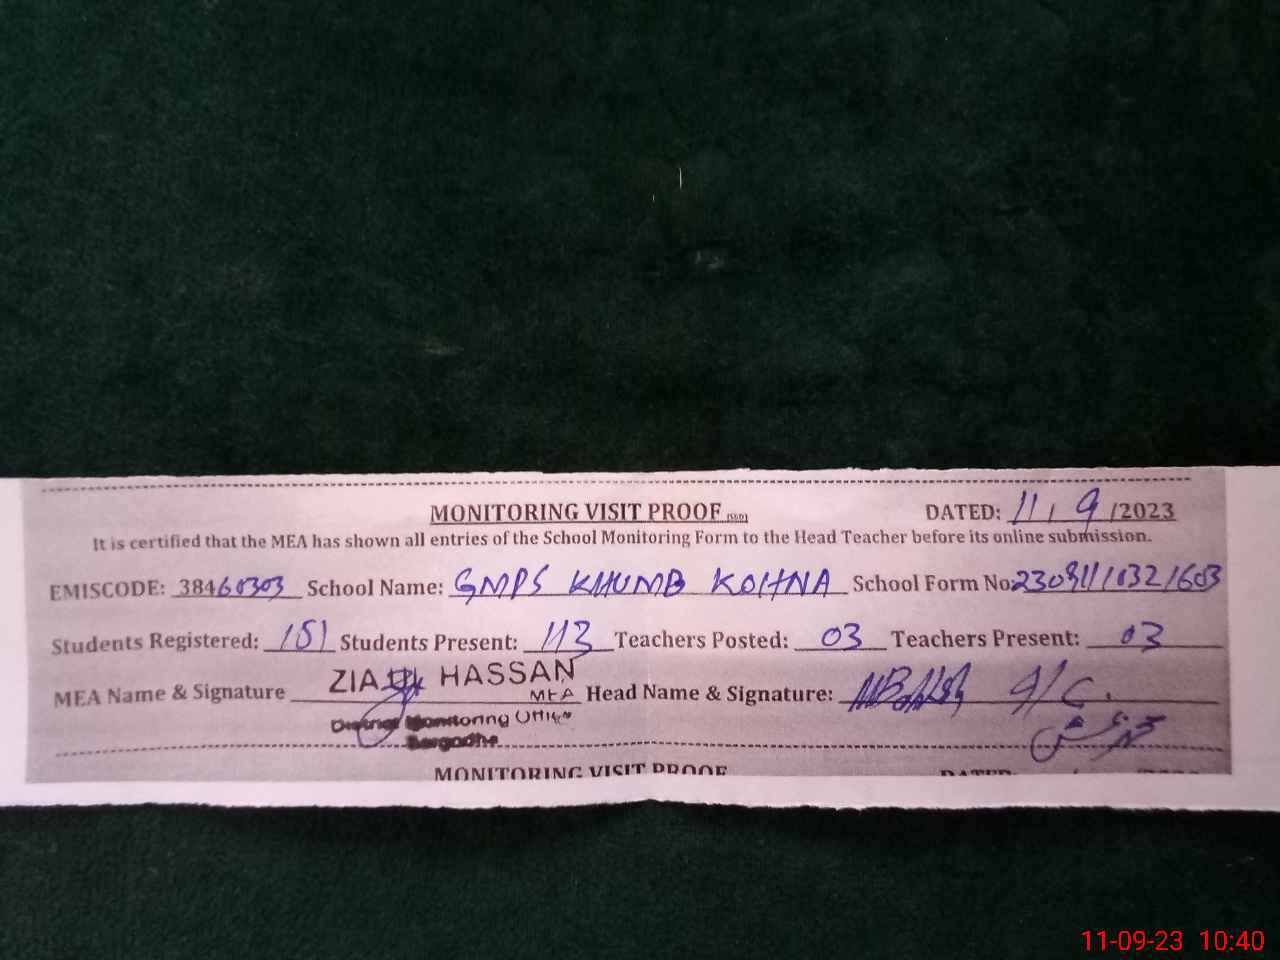 MONITORING VISIT PROOF (SED) DATED: 11/9/2023
It is certified that the MEA has shown all entries of the School Monitoring Form to the Head Teacher before its online submission.
EMISCODE: 38460303 School Name: GMPS KHUMB KOHNA School Form No: 23091110321603
Students Registered: 151 Students Present: 113 Teachers Posted: 03 Teachers Present: 03
MEA Name & Signature ZIA HASSAN Head Name & Signature: I/C.
MEA
District Monitoring Office
Sargodha
MONITORING VISIT PROOF DATED:
11-09-23 10:40